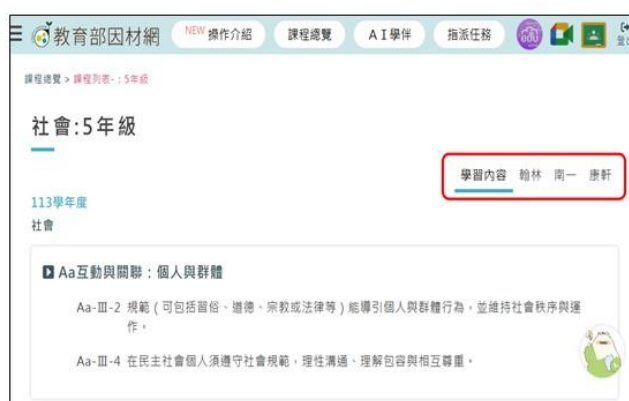 教育部因材網 NEW 操作介紹 課程總覽 AI學伴 指派任務
課程總覽 > 課程列表-：5年級
社會:5年級
學習內容 翰林 南一 康軒
113學年度
社會
Aa互動與關聯：個人與群體
Aa-Ⅲ-2 規範（可包括習俗、道德、宗教或法律等）能導引個人與群體行為，並維持社會秩序與運
作。
Aa-Ⅲ-4 在民主社會個人須遵守社會規範，理性溝通、理解包容與相互尊重。